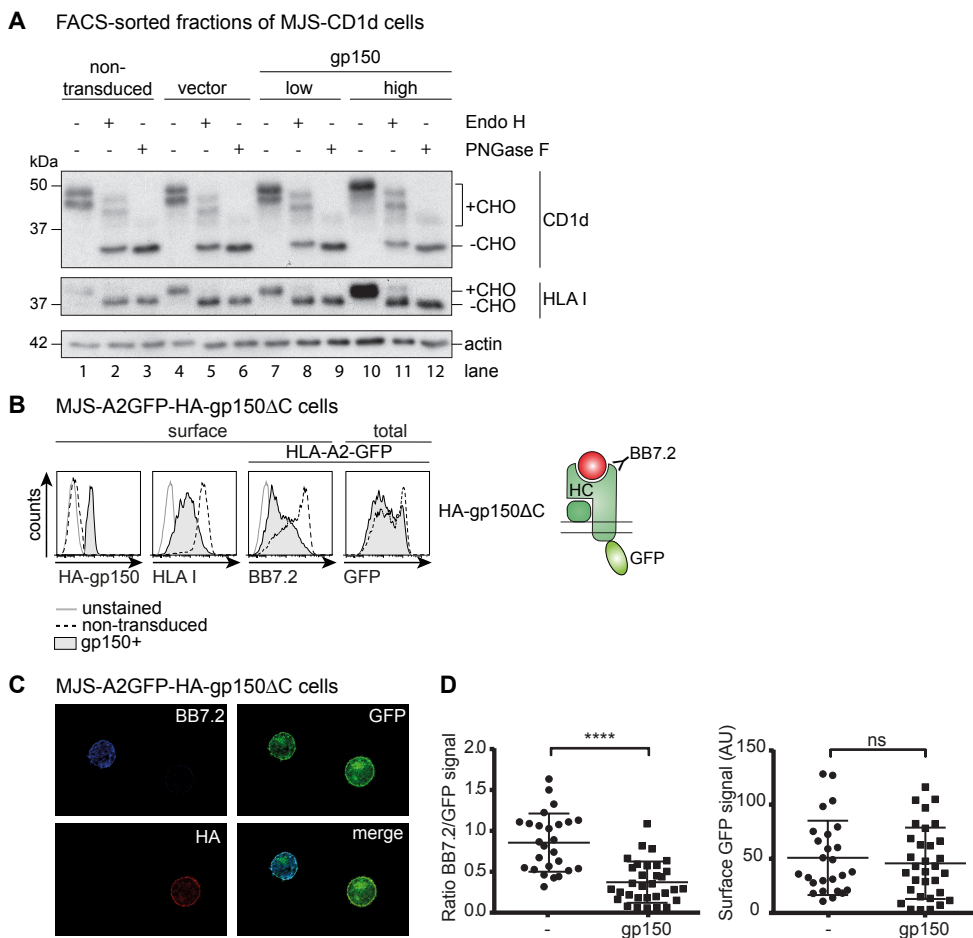 A FACS-sorted fractions of MJS-CD1d cells
gp150
non-transduced vector low high
- + - - + - - + - - + - Endo H
- - + - - + - - + - - + PNGase F
kDa
50
+CHO
37
-CHO
CD1d
+CHO
37
-CHO
HLA I
42 actin
1 2 3 4 5 6 7 8 9 10 11 12 lane
B MJS-A2GFP-HA-gp150ΔC cells
surface total
HLA-A2-GFP
counts
HA-gp150 HLA I BB7.2 GFP
HA-gp150ΔC
BB7.2
HC
GFP
unstained
non-transduced
gp150+
C MJS-A2GFP-HA-gp150ΔC cells
BB7.2 GFP
HA merge
D
Ratio BB7.2/GFP signal
2.0
1.5
1.0
0.5
0
****
- gp150
Surface GFP signal (AU)
150
100
50
0
ns
- gp150